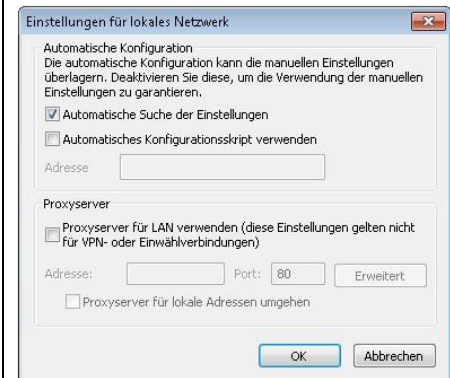 Einstellungen für lokales Netzwerk
Automatische Konfiguration
Die automatische Konfiguration kann die manuellen Einstellungen
überlagern. Deaktivieren Sie diese, um die Verwendung der manuellen
Einstellungen zu garantieren.
Automatische Suche der Einstellungen
Automatisches Konfigurationsskript verwenden
Adresse
Proxyserver
Proxyserver für LAN verwenden (diese Einstellungen gelten nicht
für VPN- oder Einwählverbindungen)
Adresse: Port: 80 Erweitert
Proxyserver für lokale Adressen umgehen
OK Abbrechen